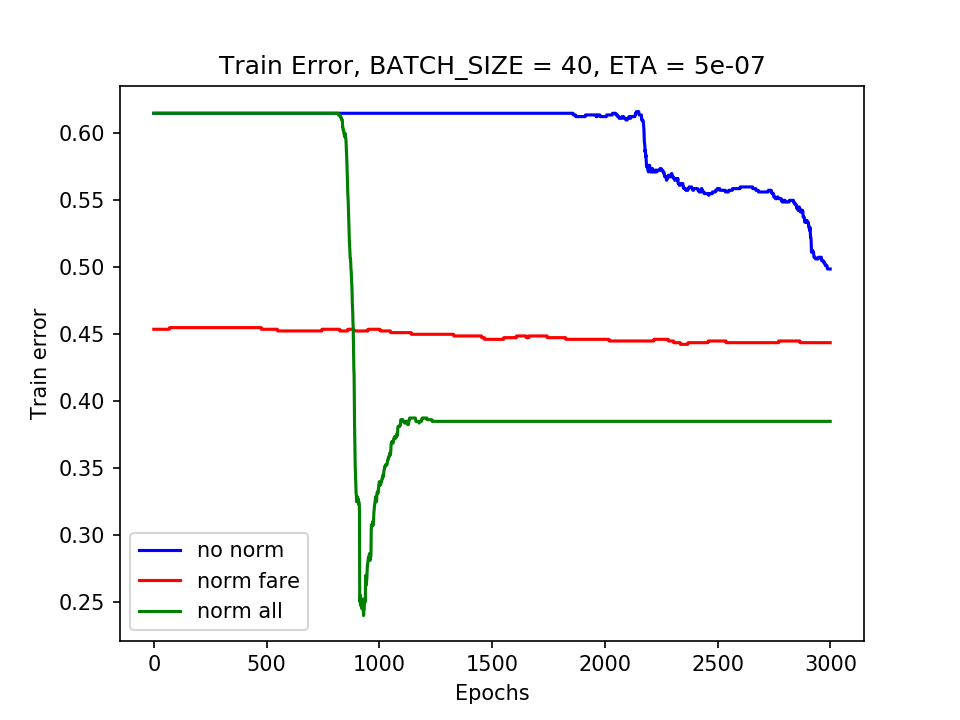 Train Error, BATCH_SIZE = 40, ETA = 5e-07
Train error
0.60
0.55
0.50
0.45
0.40
0.35
0.30
0.25
no norm
norm fare
norm all
0 500 1000 1500 2000 2500 3000
Epochs